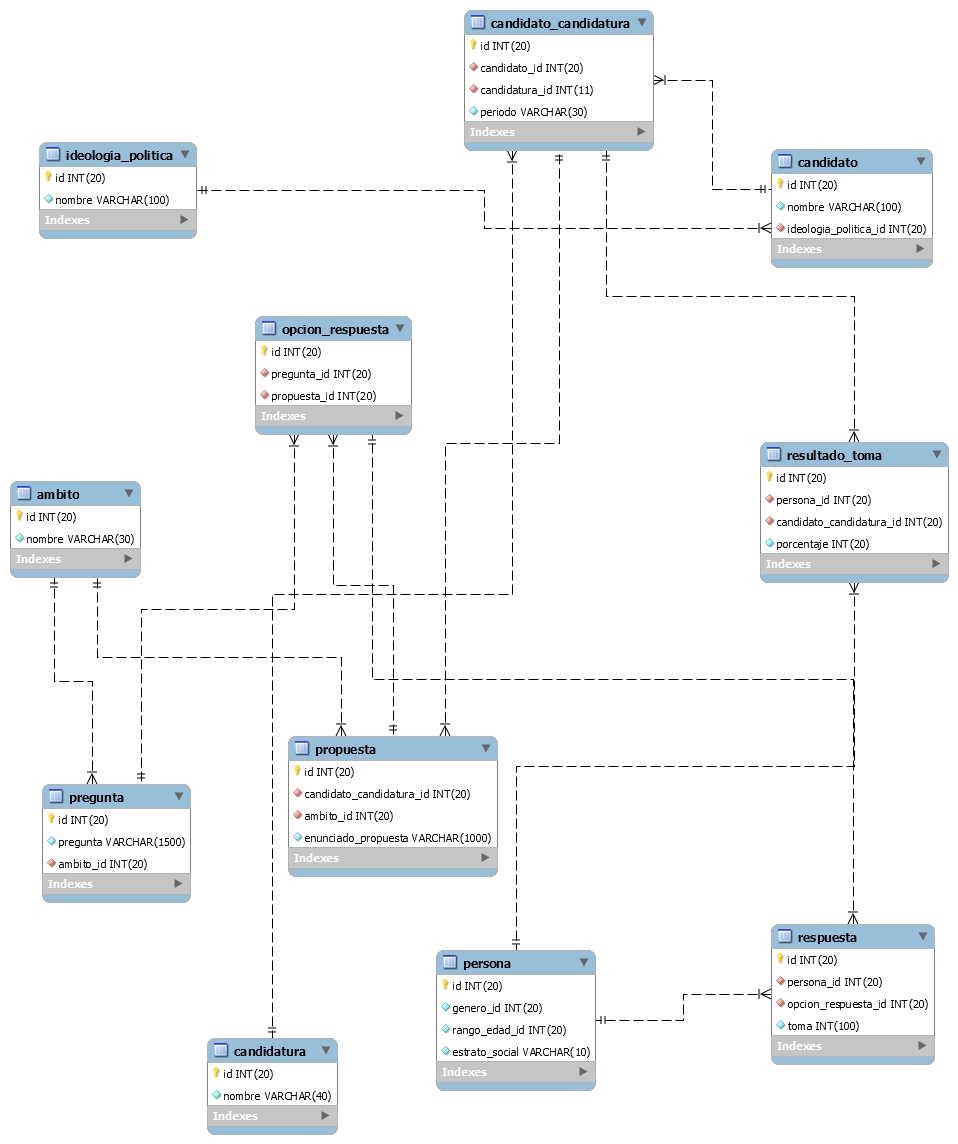 candidato_candidatura
id INT(20)
candidato_id INT(20)
candidatura_id INT(11)
periodo VARCHAR(30)
Indexes
ideologia_politica
id INT(20)
nombre VARCHAR(100)
Indexes
candidato
id INT(20)
nombre VARCHAR(100)
ideologia_politica_id INT(20)
Indexes
opcion_respuesta
id INT(20)
pregunta_id INT(20)
propuesta_id INT(20)
Indexes
resultado_toma
id INT(20)
persona_id INT(20)
candidato_candidatura_id INT(20)
porcentaje INT(20)
Indexes
ambito
id INT(20)
nombre VARCHAR(30)
Indexes
propuesta
id INT(20)
candidato_candidatura_id INT(20)
ambito_id INT(20)
enunciado_propuesta VARCHAR(1000)
Indexes
pregunta
id INT(20)
pregunta VARCHAR(1500)
ambito_id INT(20)
Indexes
respuesta
id INT(20)
persona_id INT(20)
opcion_respuesta_id INT(20)
toma INT(100)
Indexes
persona
id INT(20)
genero_id INT(20)
rango_edad_id INT(20)
estrato_social VARCHAR(10)
Indexes
candidatura
id INT(20)
nombre VARCHAR(40)
Indexes